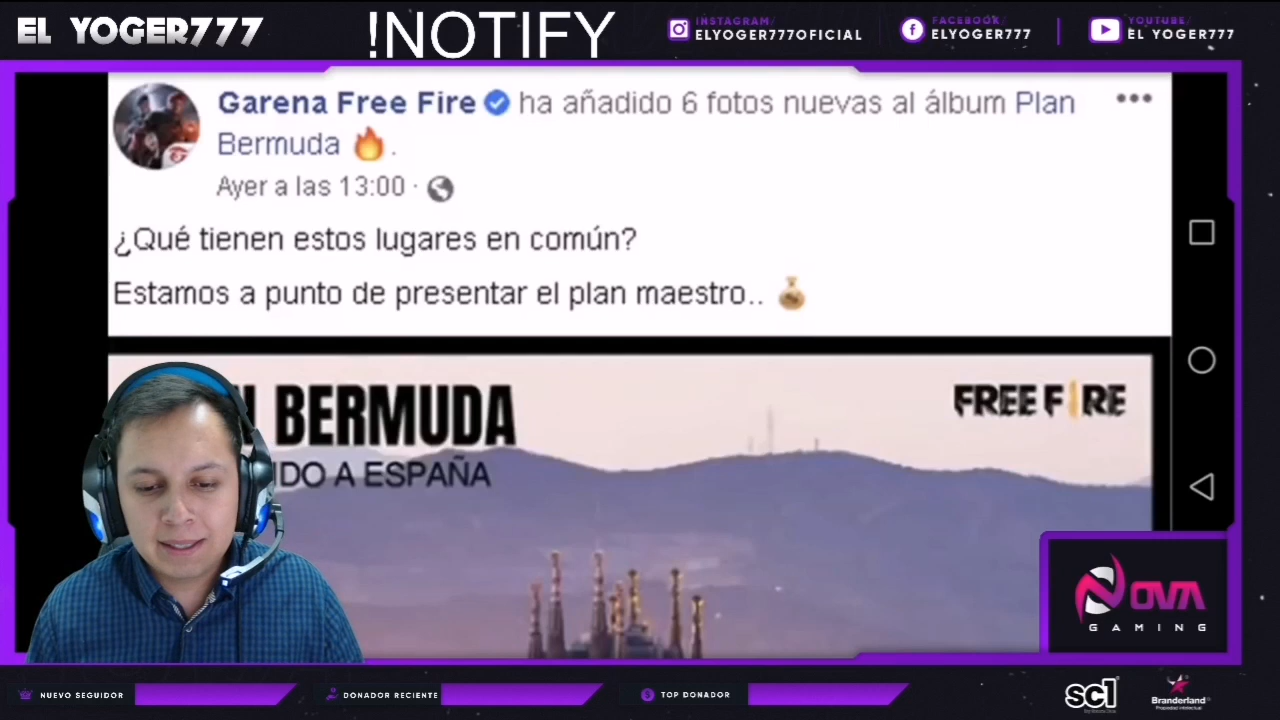 EL YOGER777
!NOTIFY
INSTAGRAM/
ELYOGER777OFICIAL
FACEBOOK/
ELYOGER777
YOUTUBE/
EL YOGER777
Garena Free Fire ha añadido 6 fotos nuevas al álbum Plan
Bermuda 🔥.
Ayer a las 13:00 ·
¿Qué tienen estos lugares en común?
Estamos a punto de presentar el plan maestro.. 💰
BERMUDA
FREE FIRE
A ESPAÑA
NOVA
GAMING
NUEVO SEGUIDOR
DONADOR RECIENTE
TOP DONADOR
scl
Branderland
Propiedad Intelectual